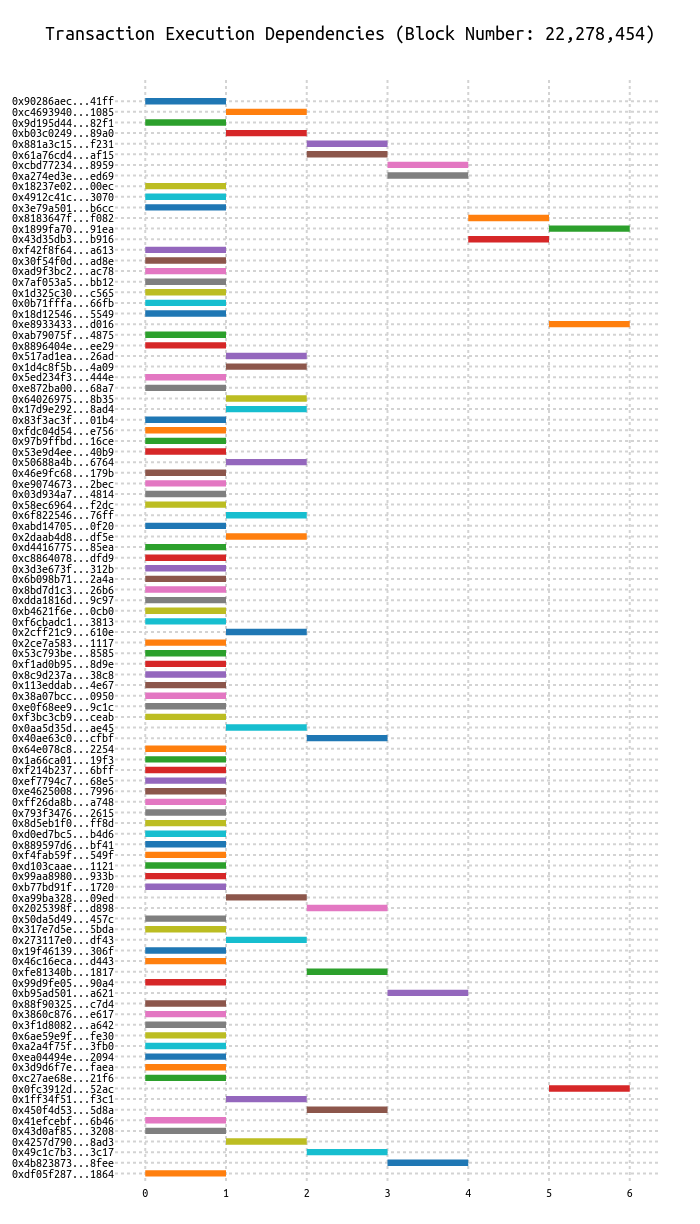 Transaction Execution Dependencies (Block Number: 22,278,454)
0x90286aec...41ff
0xc4693940...1085
0x9d195d44...82f1
0xb03c0249...89a0
0x881a3c15...f231
0x61a76cd4...af15
0xcbd77234...8959
0xa274ed3e...ed69
0x18237e02...00ec
0x4912c41c...3070
0x3e79a501...b6cc
0x8183647f...f082
0x1899fa70...91ea
0x43d35db3...b916
0xf42f8f64...a613
0x30f54f0d...ad8e
0xad9f3bc2...ac78
0x7af053a5...bb12
0x1d325c30...c565
0x0b71fffa...66fb
0x18d12546...5549
0xe8933433...d016
0xab79075f...4875
0x8896404e...ee29
0x517ad1ea...26ad
0x1d4c8f5b...4a09
0x5ed234f3...444e
0xe872ba00...68a7
0x64026975...8b35
0x17d9e292...8ad4
0x83f3ac3f...01b4
0xfdc04d54...e756
0x97b9ffbd...16ce
0x53e9d4ee...40b9
0x50688a4b...6764
0x46e9fc68...179b
0xe9074673...2bec
0x03d934a7...4814
0x58ec6964...f2dc
0x6f822546...76ff
0xabd14705...0f20
0x2daab4d8...df5e
0xd4416775...85ea
0xc8864078...dfd9
0x3d3e673f...312b
0x6b098b71...2a4a
0x8bd7d1c3...26b6
0xdda1816d...9c97
0xb4621f6e...0cb0
0xf6cbadc1...3813
0x2cff21c9...610e
0x2ce7a583...1117
0x53c793be...8585
0xf1ad0b95...8d9e
0x8c9d237a...38c8
0x113eddab...4e67
0x38a07bcc...0950
0xe0f68ee9...9c1c
0xf3bc3cb9...ceab
0x0aa5d35d...ae45
0x40ae63c0...cfbf
0x64e078c8...2254
0x1a66ca01...19f3
0xf214b237...6bff
0xef7794c7...68e5
0xe4625008...7996
0xff26da8b...a748
0x793f3476...2615
0x8d5eb1f0...ff8d
0xd0ed7bc5...b4d6
0x889597d6...bf41
0xf4fab59f...549f
0xd103caae...1121
0x99aa8980...933b
0xb77bd91f...1720
0xa99ba328...09ed
0x2025398f...d898
0x50da5d49...457c
0x317e7d5e...5bda
0x273117e0...df43
0x19f46139...306f
0x46c16eca...d443
0xfe81340b...1817
0x99d9fe05...90a4
0xb95ad501...a621
0x88f90325...c7d4
0x3860c876...e617
0x3f1d8082...a642
0x6ae59e9f...fe30
0xa2a4f75f...3fb0
0xea04494e...2094
0x3d9d6f7e...faea
0xc27ae68e...21f6
0x0fc3912d...52ac
0x1ff34f51...f3c1
0x450f4d53...5d8a
0x41efcebf...6b46
0x43d0af85...3208
0x4257d790...8ad3
0x49c1c7b3...3c17
0x4b823873...8fee
0xdf05f287...1864
0 1 2 3 4 5 6